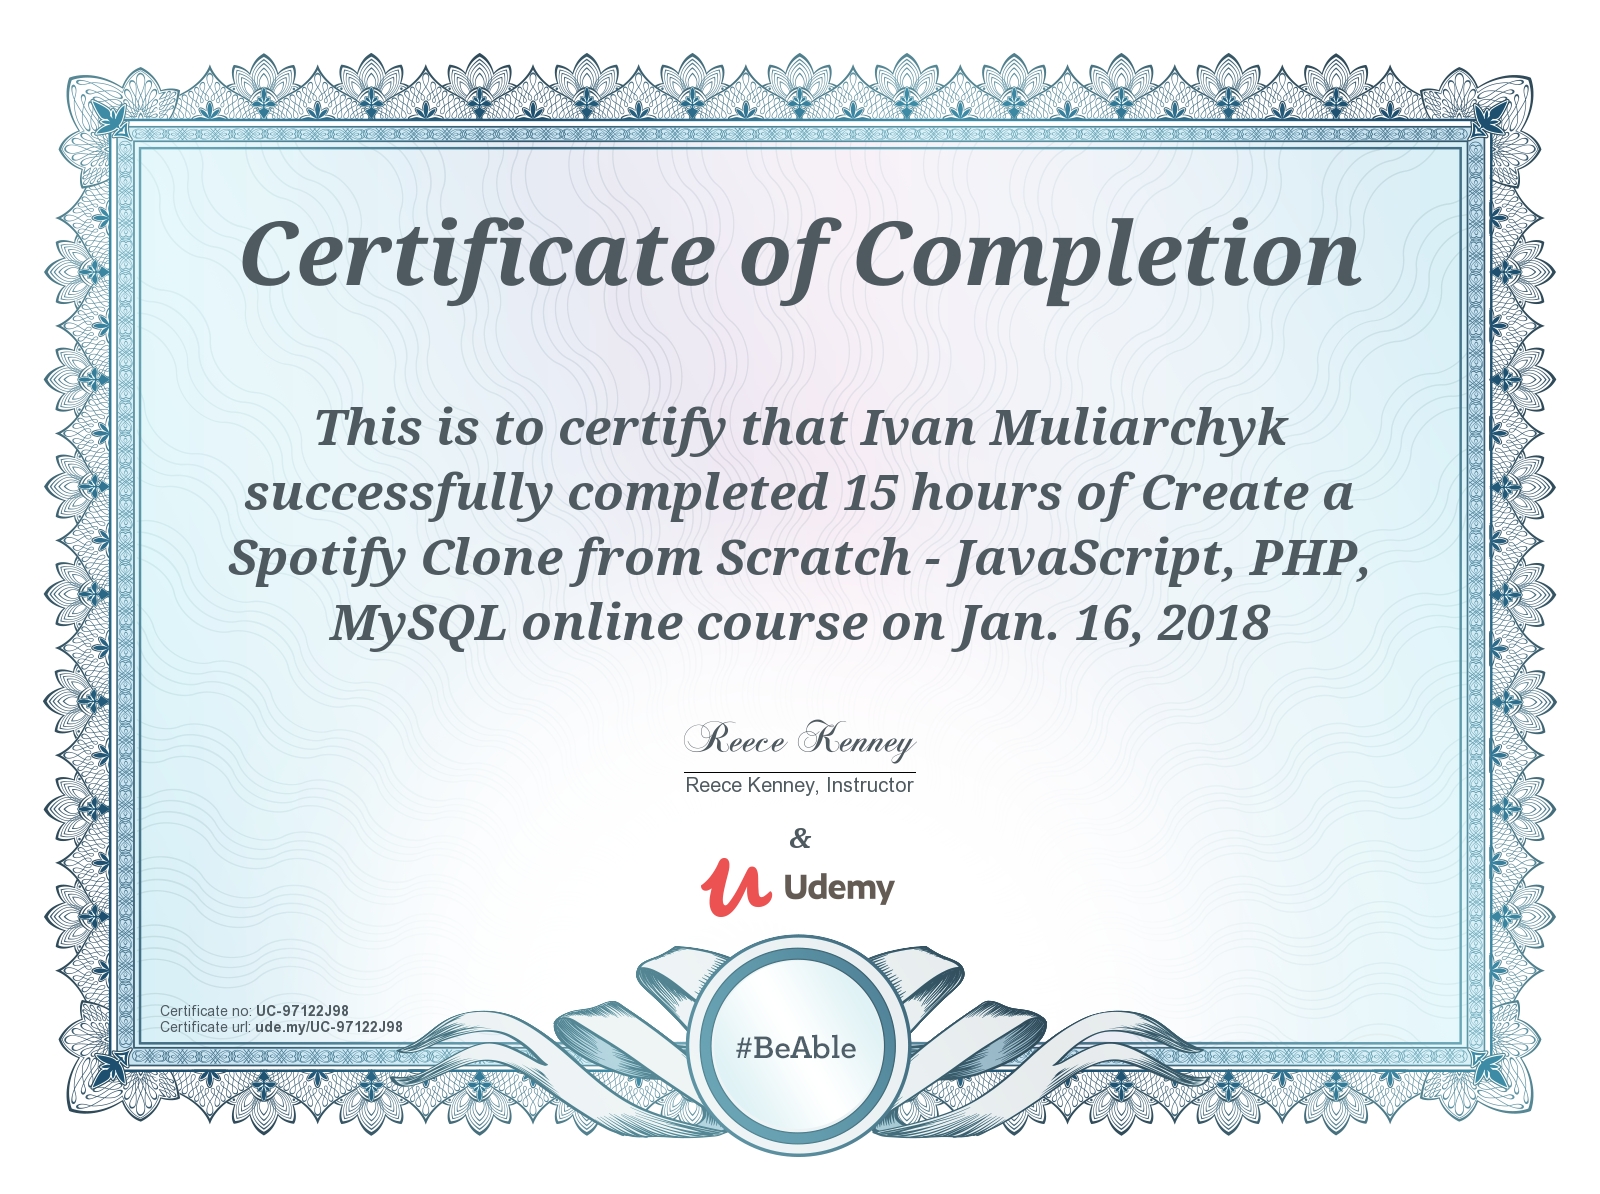 Certificate of Completion
This is to certify that Ivan Muliarchyk
successfully completed 15 hours of Create a
Spotify Clone from Scratch - JavaScript, PHP,
MySQL online course on Jan. 16, 2018
Reece Kenney
Reece Kenney, Instructor
&
Udemy
Certificate no: UC-97122J98
Certificate url: ude.my/UC-97122J98
#BeAble